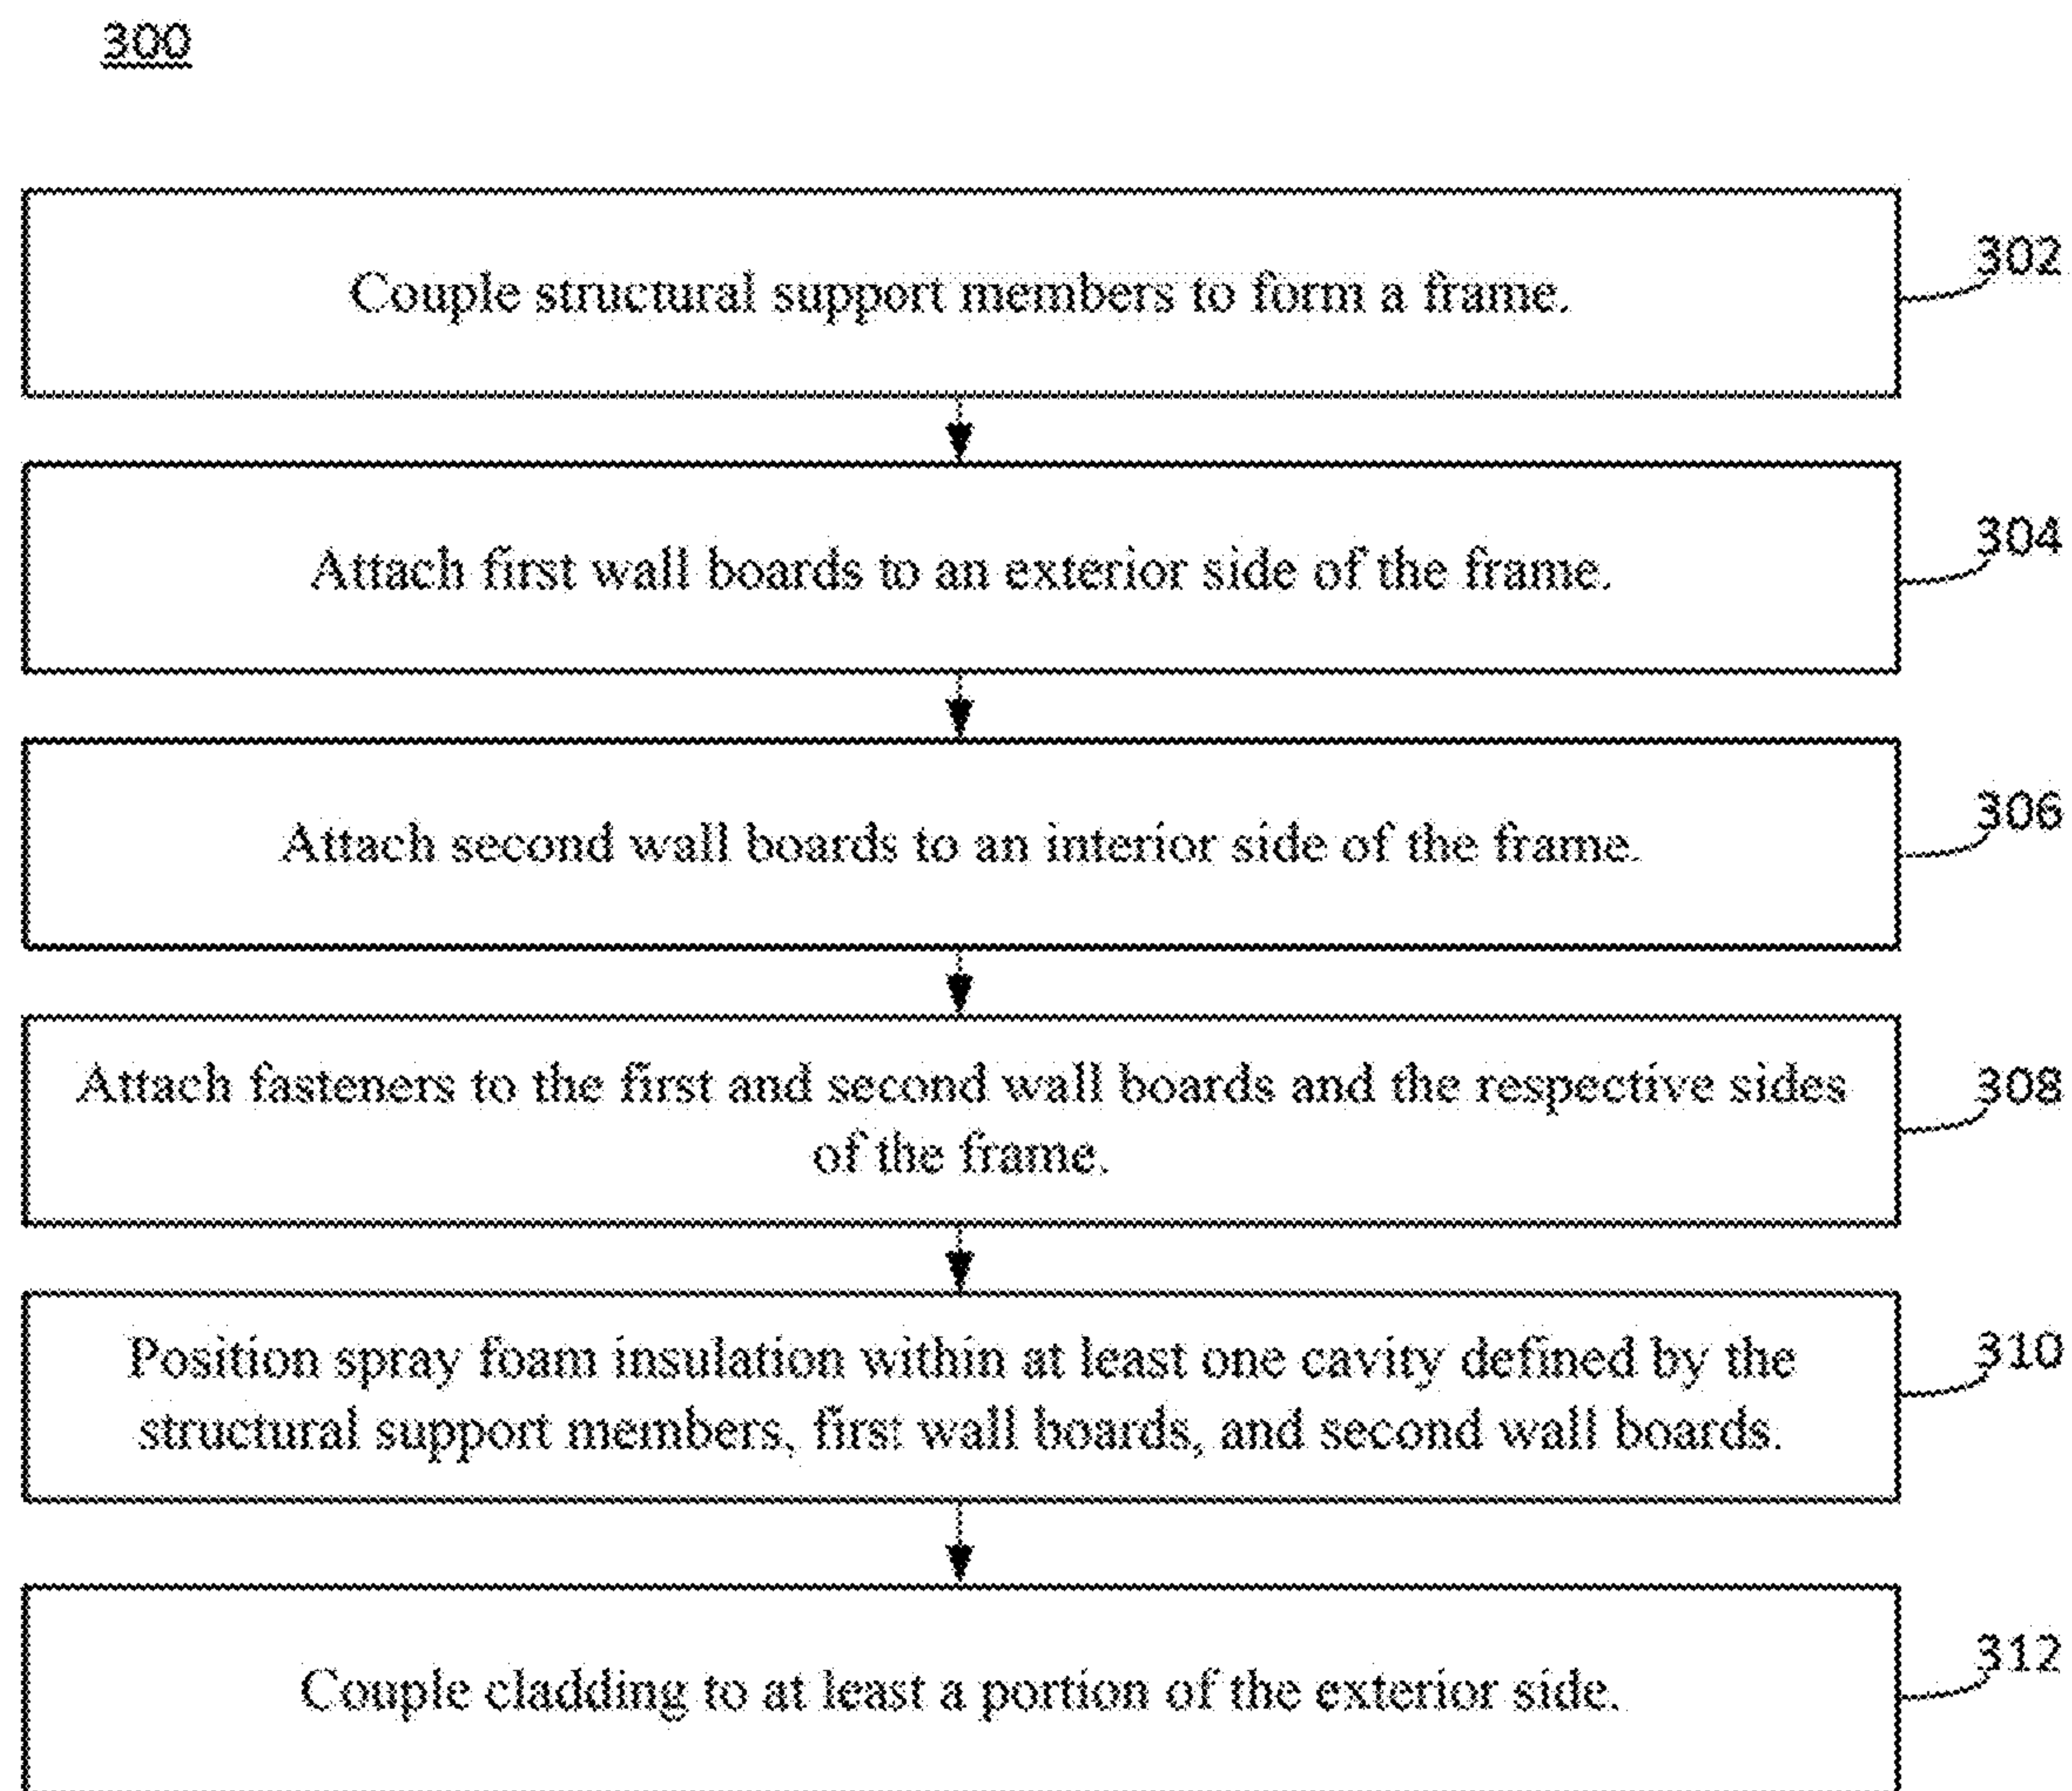 300
Couple structural support members to form a frame.
302
Attach first wall boards to an exterior side of the frame.
304
Attach second wall boards to an interior side of the frame.
306
Attach fasteners to the first and second wall boards and the respective sides
of the frame.
308
Position spray foam insulation within at least one cavity defined by the
structural support members, first wall boards, and second wall boards.
310
Couple cladding to at least a portion of the exterior side.
312